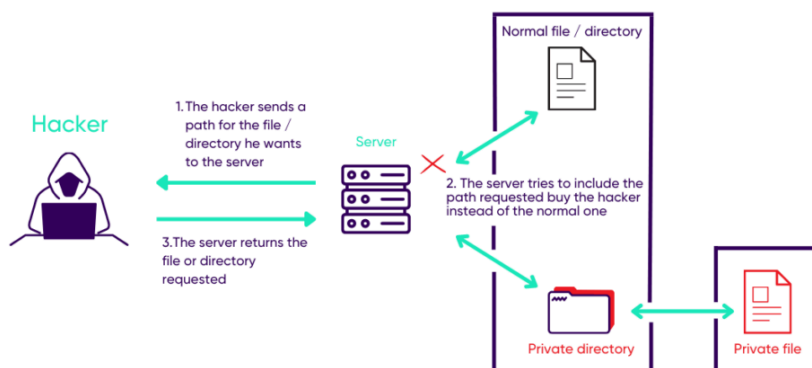 Normal file / directory
1. The hacker sends a
path for the file /
directory he wants
to the server
Hacker
Server
2. The server tries to include the
path requested buy the hacker
instead of the normal one
3.The server returns the
file or directory
requested
Private directory
Private file